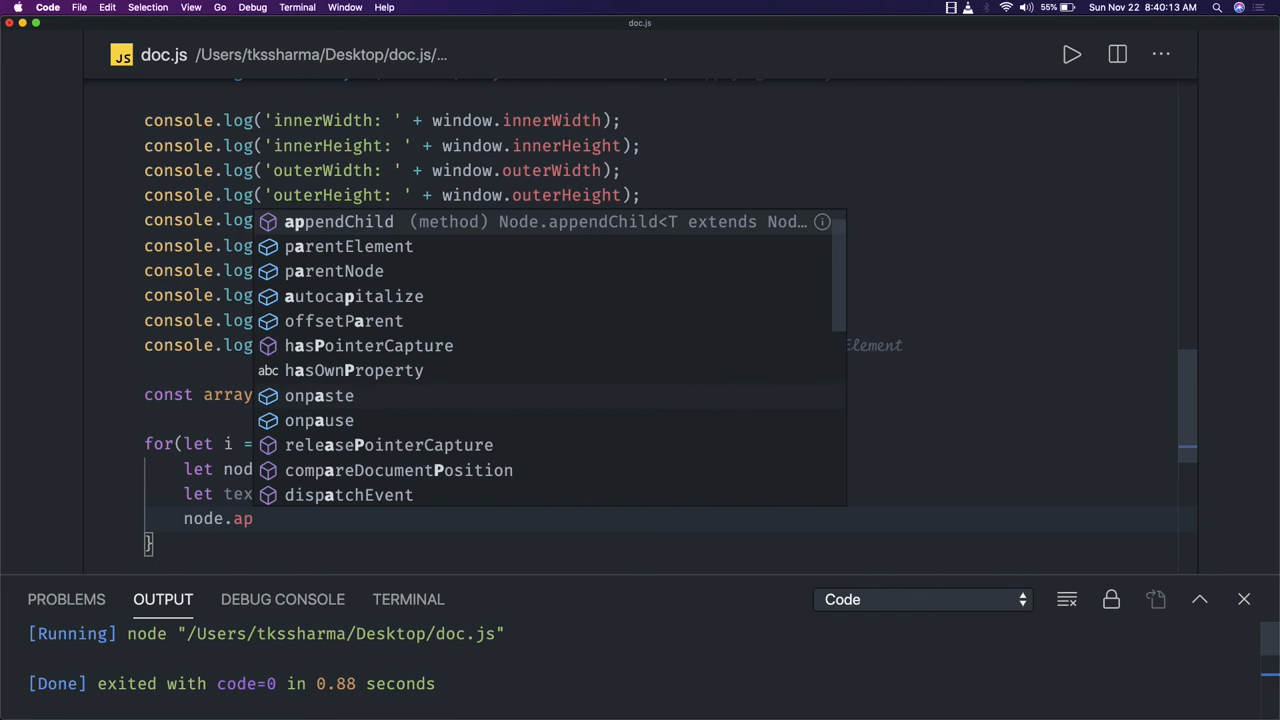 Code File Edit Selection View Go Debug Terminal Window Help 55% Sun Nov 22 8:40:13 AM
doc.js
JS doc.js /Users/tkssharma/Desktop/doc.js/...
console.log('innerWidth: ' + window.innerWidth);
console.log('innerHeight: ' + window.innerHeight);
console.log('outerWidth: ' + window.outerWidth);
console.log('outerHeight: ' + window.outerHeight);
console.log appendChild (method) Node.appendChild<T extends Nod...
console.log parentElement
console.log parentNode
console.log autocapitalize
console.log offsetParent
console.log hasPointerCapture Element
abc hasOwnProperty
const array onpaste
onpause
for(let i = releasePointerCapture
let nod compareDocumentPosition
let tex dispatchEvent
node.ap
}
PROBLEMS OUTPUT DEBUG CONSOLE TERMINAL Code
[Running] node "/Users/tkssharma/Desktop/doc.js"
[Done] exited with code=0 in 0.88 seconds